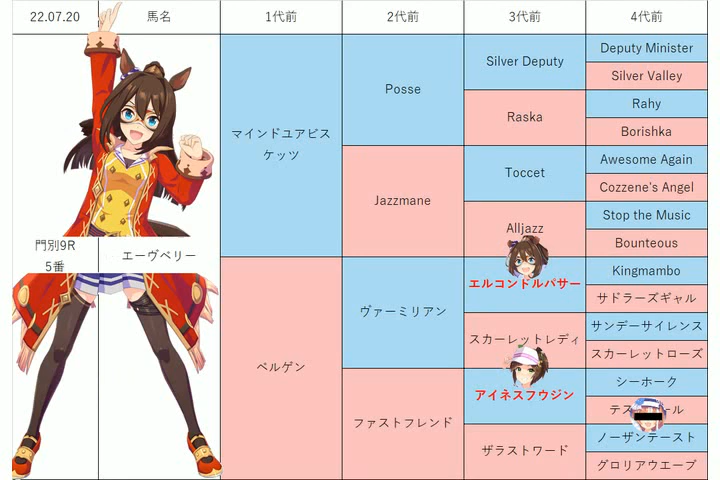 22.07.20 馬名 1代前 2代前 3代前 4代前
門別9R
5番
エーヴベリー
マインドユアビス
ケッツ
ベルゲン
Posse
Jazzmane
ヴァーミリアン
ファストフレンド
Silver Deputy
Raska
Toccet
Alljazz
エルコンドルパサー
スカーレットレディ
アイネスフウジン
ザラストワード
Deputy Minister
Silver Valley
Rahy
Borishka
Awesome Again
Cozzene's Angel
Stop the Music
Bounteous
Kingmambo
サドラーズギャル
サンデーサイレンス
スカーレットローズ
シーホーク
ノーザンテースト
グロリアウエーブ